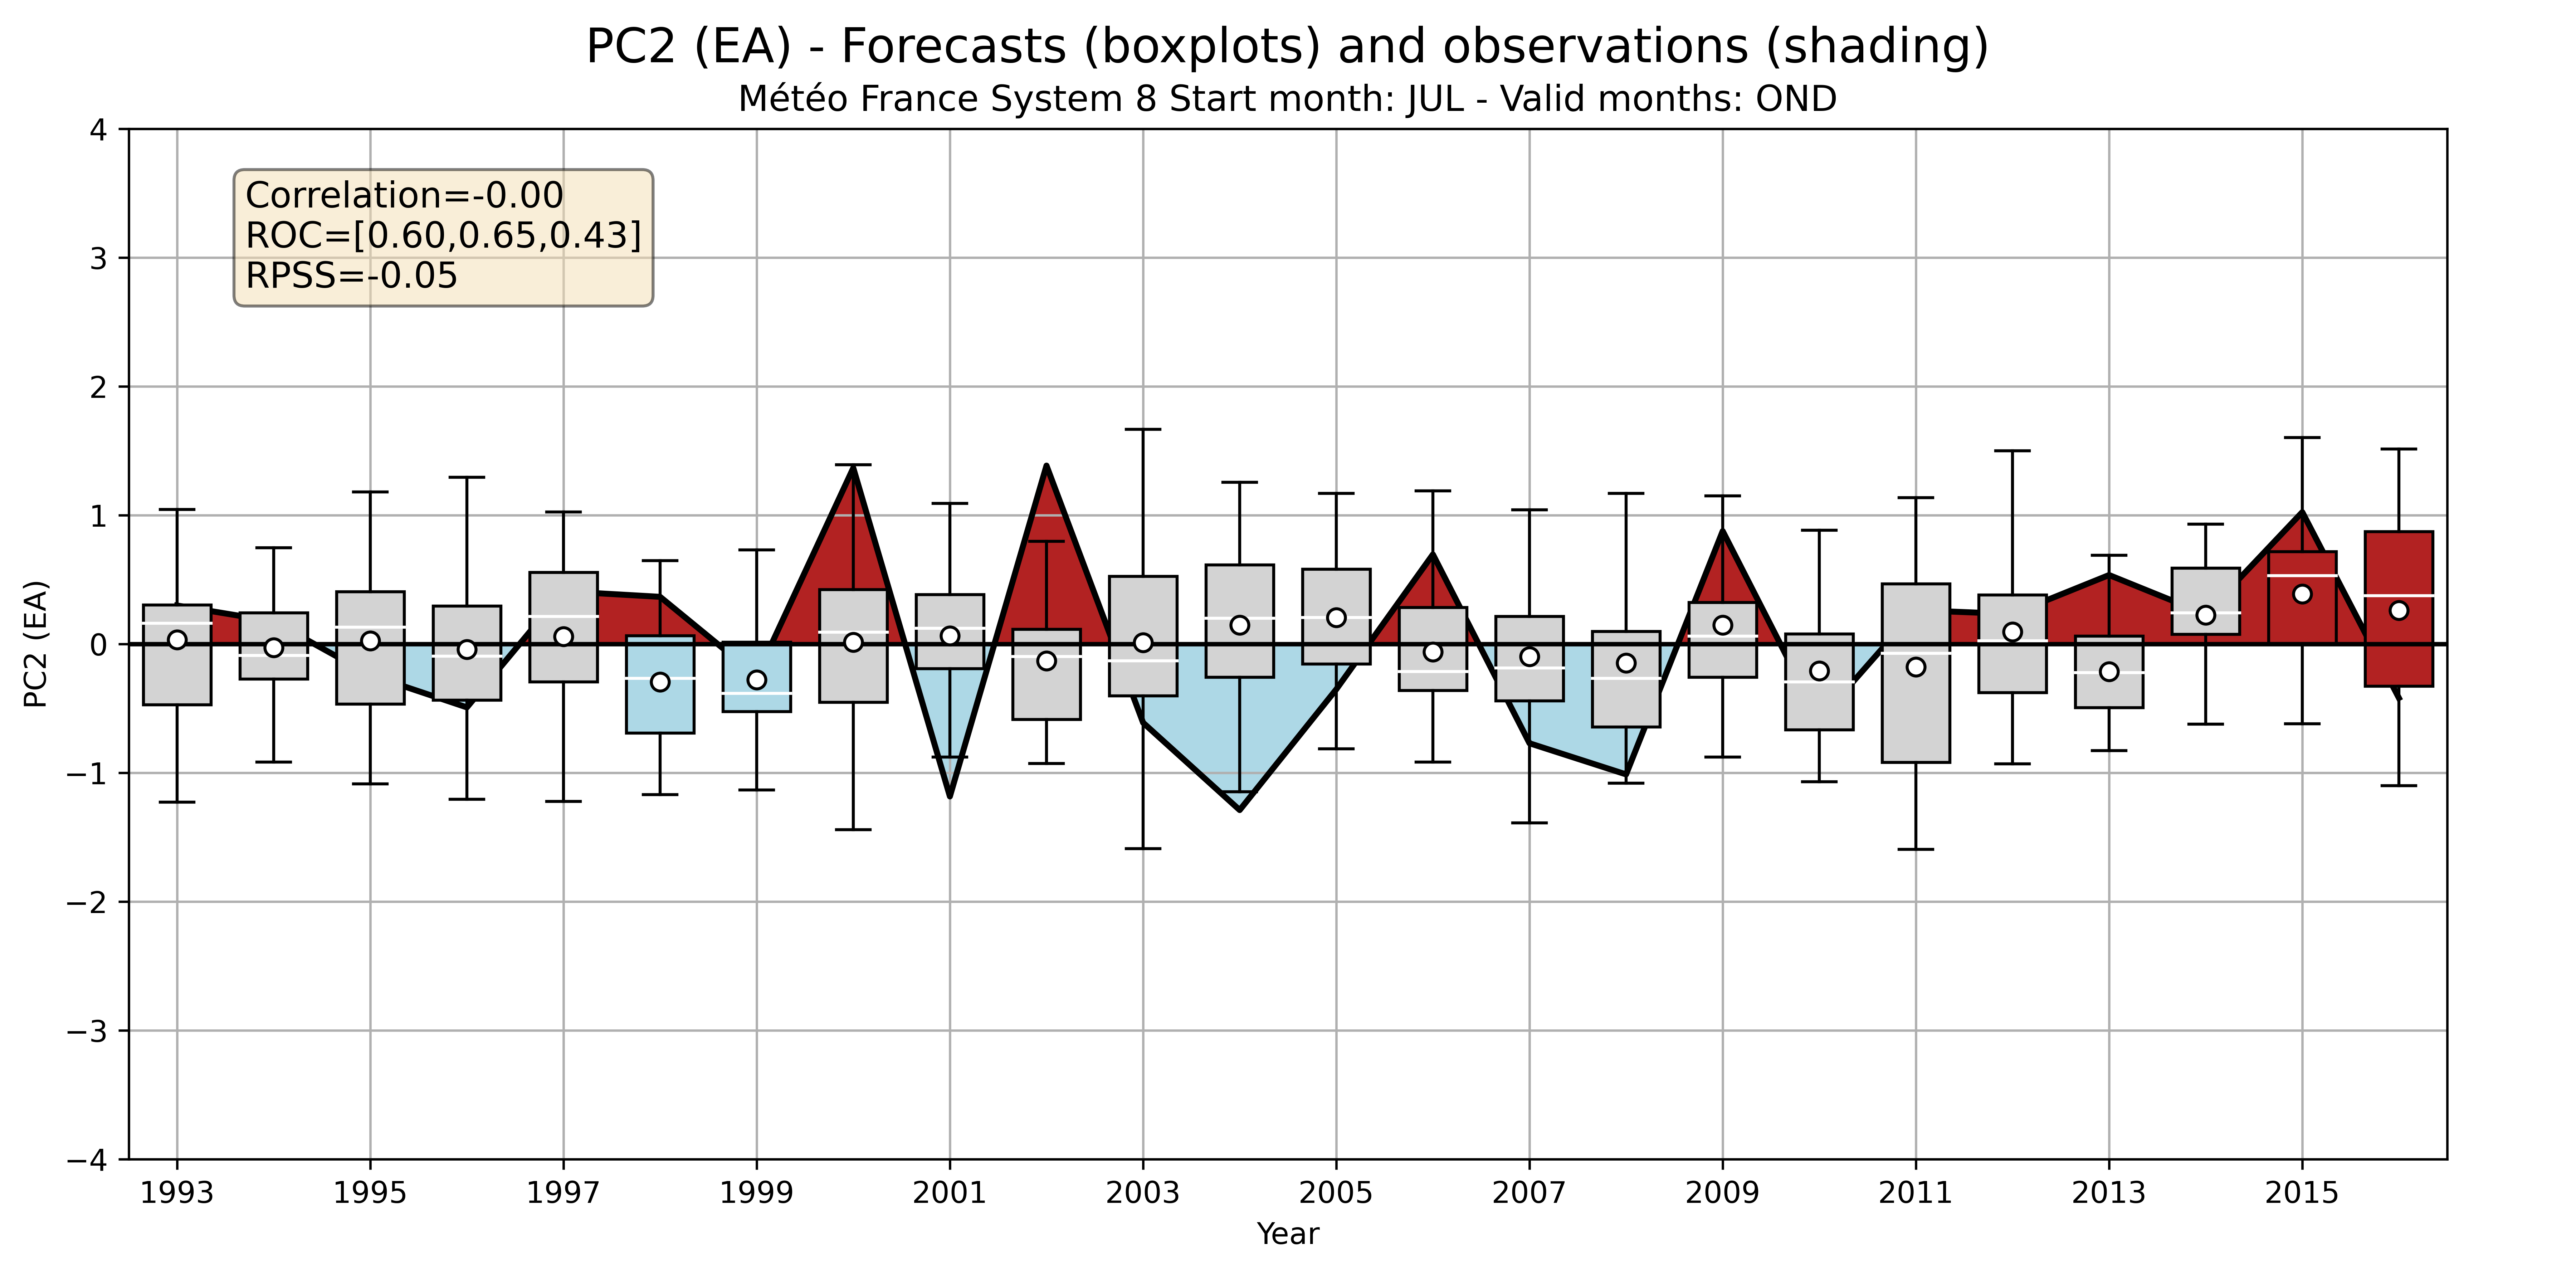 PC2 (EA) - Forecasts (boxplots) and observations (shading)
Météo France System 8 Start month: JUL - Valid months: OND
Correlation=-0.00
ROC=[0.60,0.65,0.43]
RPSS=-0.05
PC2 (EA)
4
3
2
1
0
−1
−2
−3
−4
1993 1995 1997 1999 2001 2003 2005 2007 2009 2011 2013 2015
Year